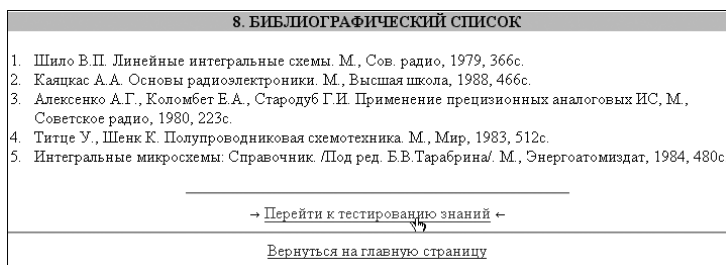 8. БИБЛИОГРАФИЧЕСКИЙ СПИСОК
1. Шило В.П. Линейные интегральные схемы. М., Сов. радио, 1979, 366с.
2. Каяцкас А.А. Основы радиоэлектроники. М., Высшая школа, 1988, 466с.
3. Алексенко А.Г., Коломбет Е.А., Стародуб Г.И. Применение прецизионных аналоговых ИС, М.,
Советское радио, 1980, 223с.
4. Титце У., Шенк К. Полупроводниковая схемотехника. М., Мир, 1983, 512с.
5. Интегральные микросхемы: Справочник. /Под ред. Б.В.Тарабрина/. М., Энергоатомиздат, 1984, 480с
→ Перейти к тестированию знаний ←
Вернуться на главную страницу